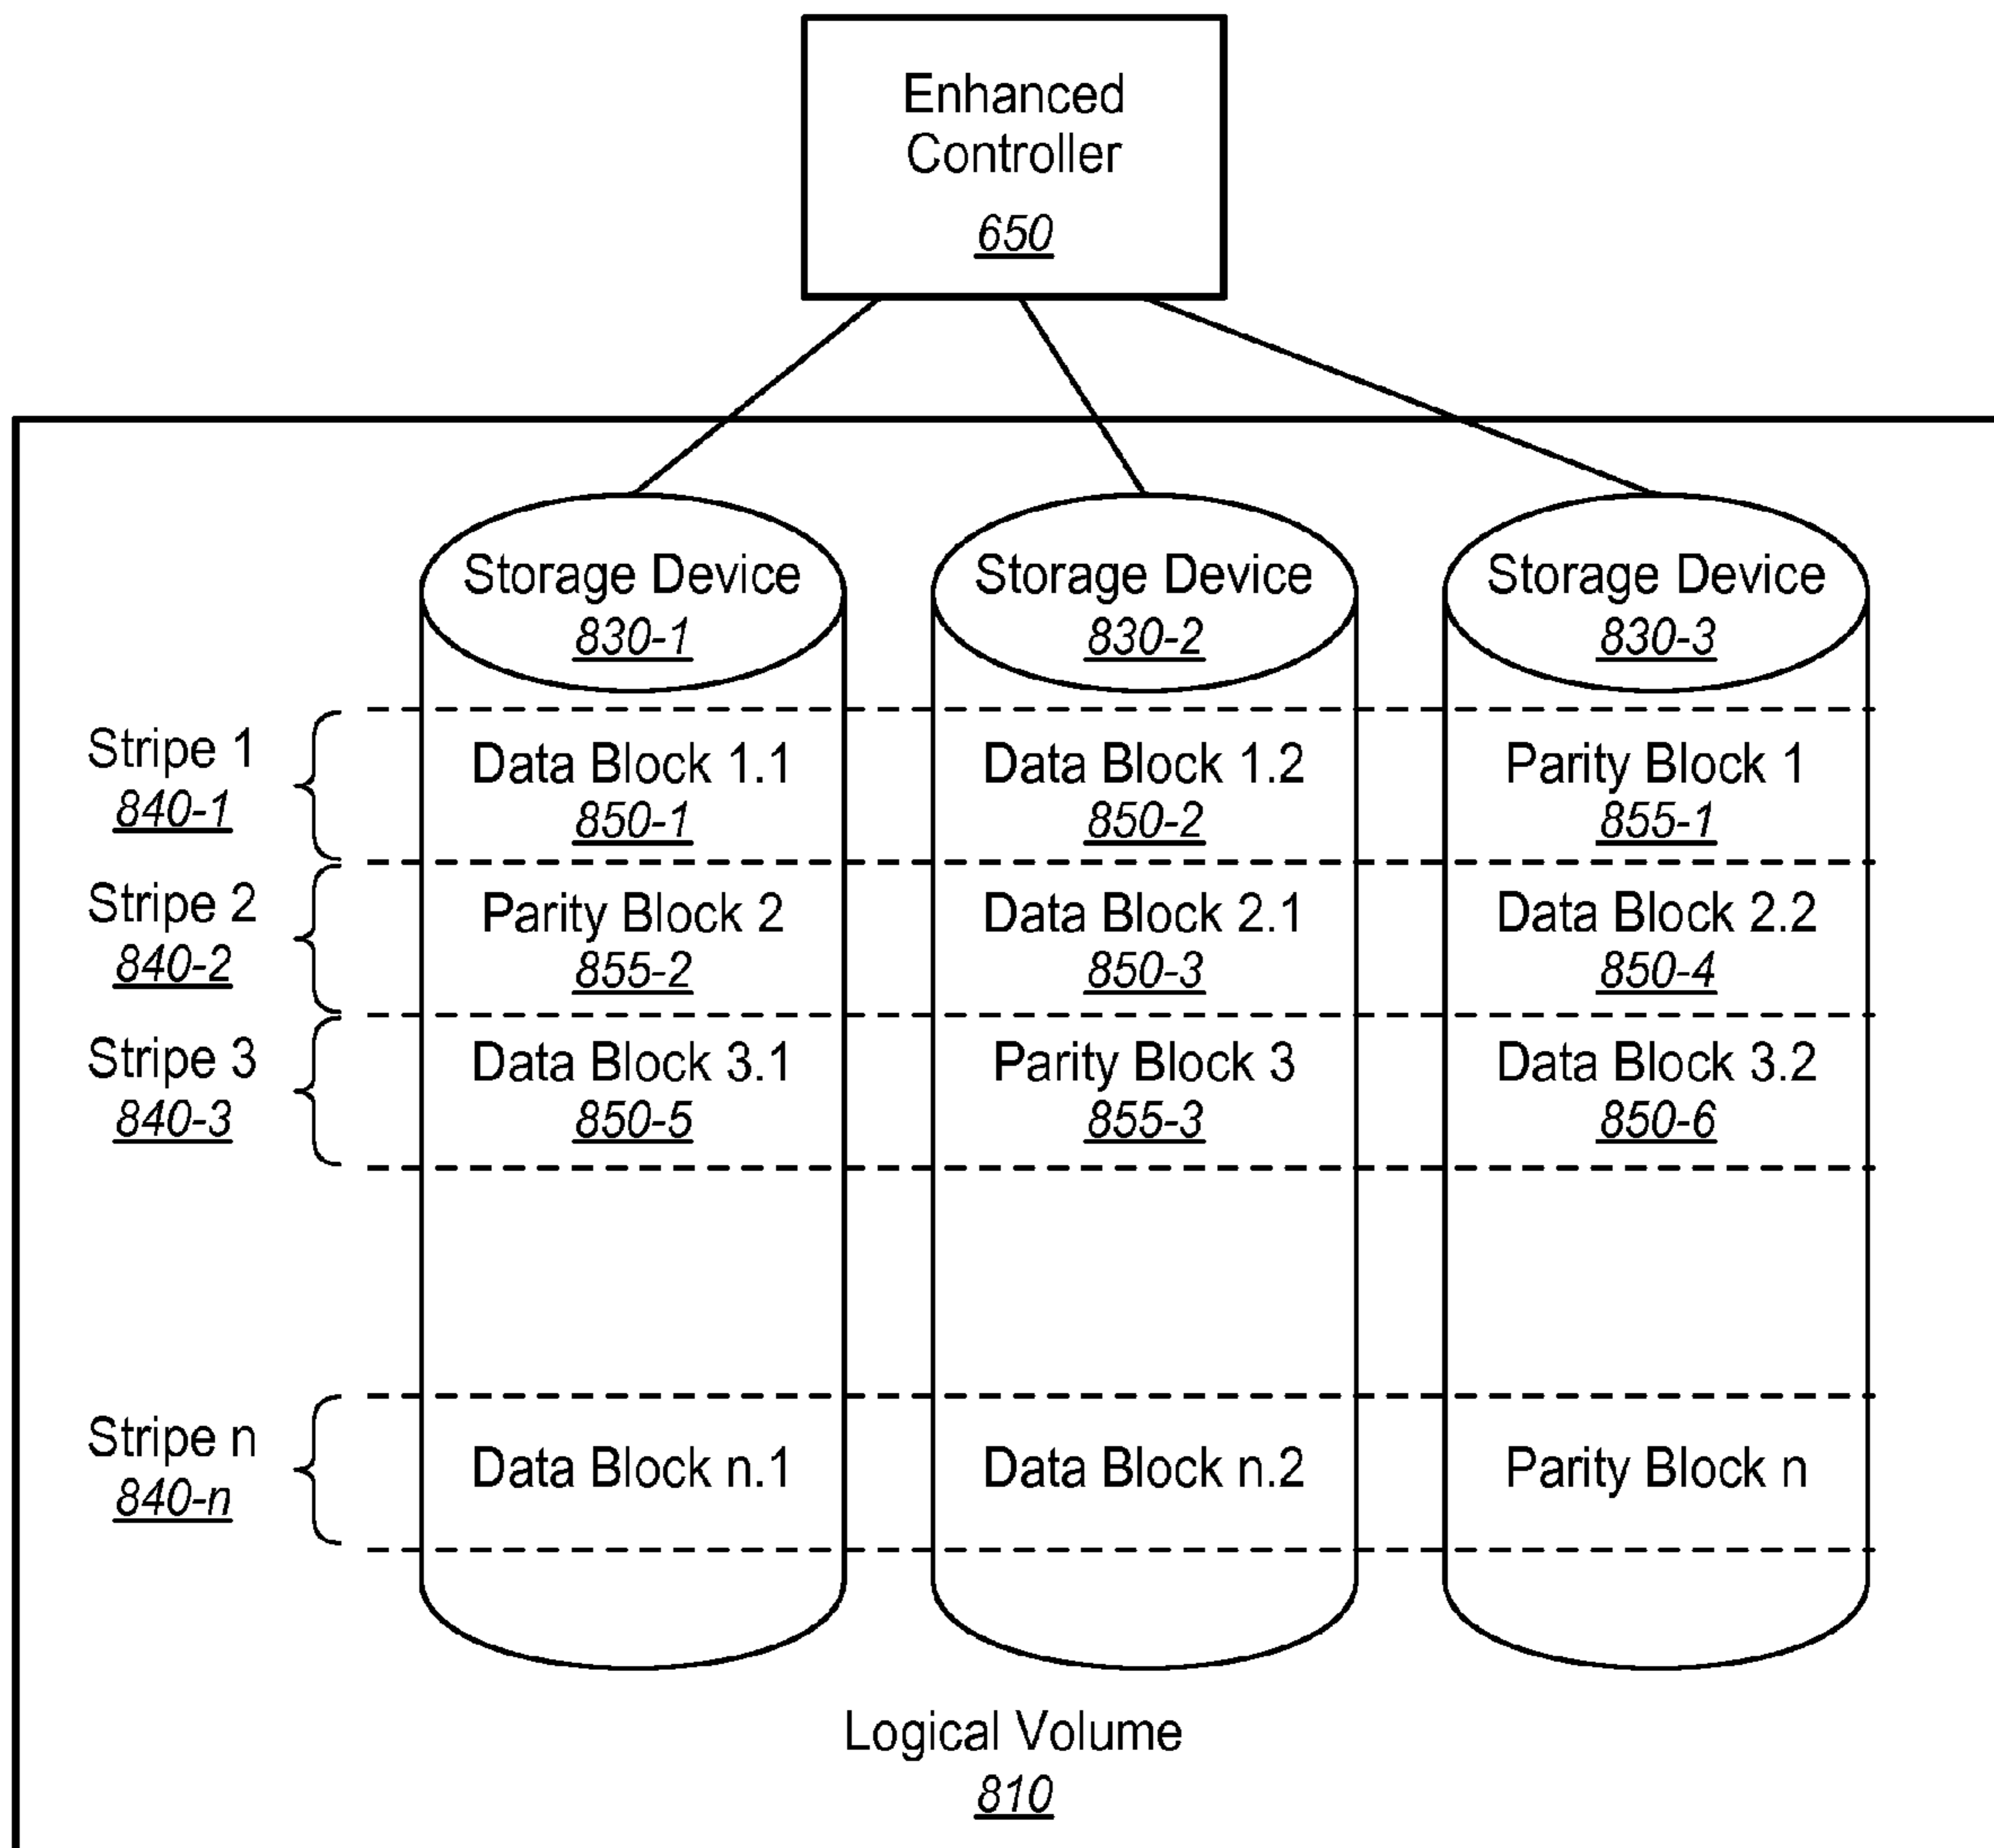 Enhanced
Controller
650
Storage Device
830-1
Storage Device
830-2
Storage Device
830-3
Stripe 1
840-1
Data Block 1.1
850-1
Data Block 1.2
850-2
Parity Block 1
855-1
Stripe 2
840-2
Parity Block 2
855-2
Data Block 2.1
850-3
Data Block 2.2
850-4
Stripe 3
840-3
Data Block 3.1
850-5
Parity Block 3
855-3
Data Block 3.2
850-6
Stripe n
840-n
Data Block n.1
Data Block n.2
Parity Block n
Logical Volume
810